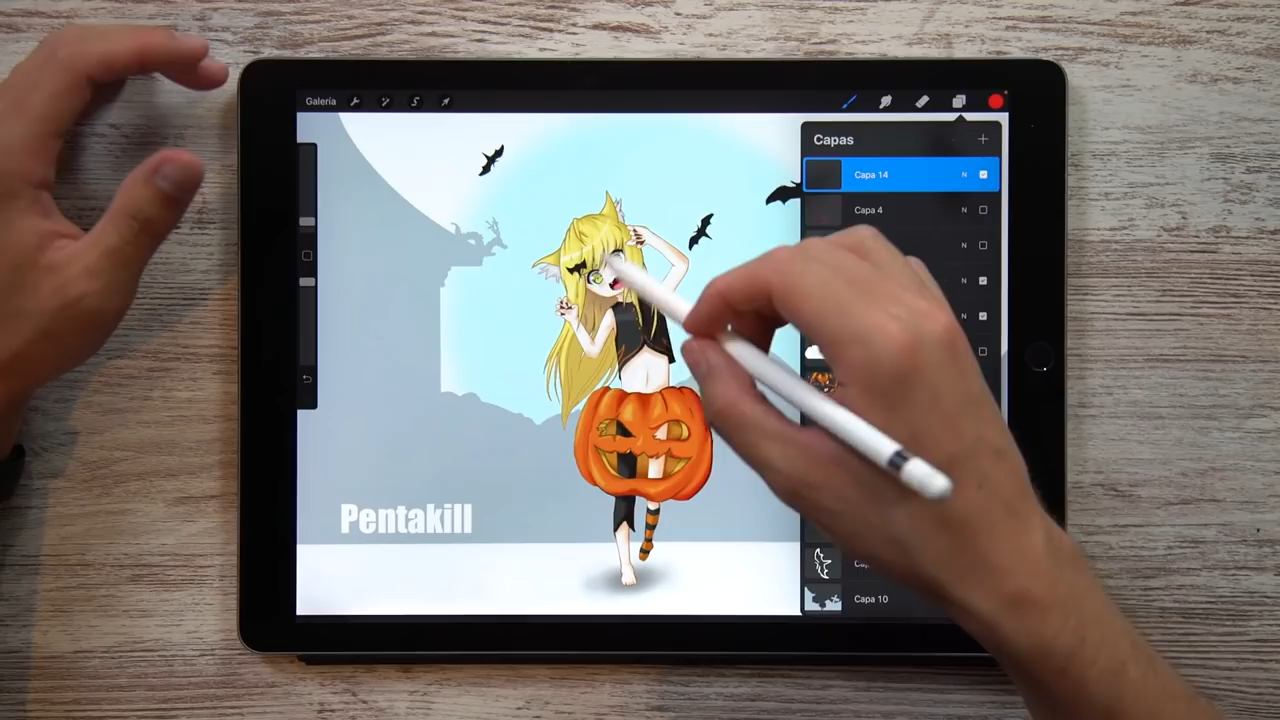 Galería
Capas
Capa 14
N
Capa 4
N
N
N
N
Pentakill
Capa 10